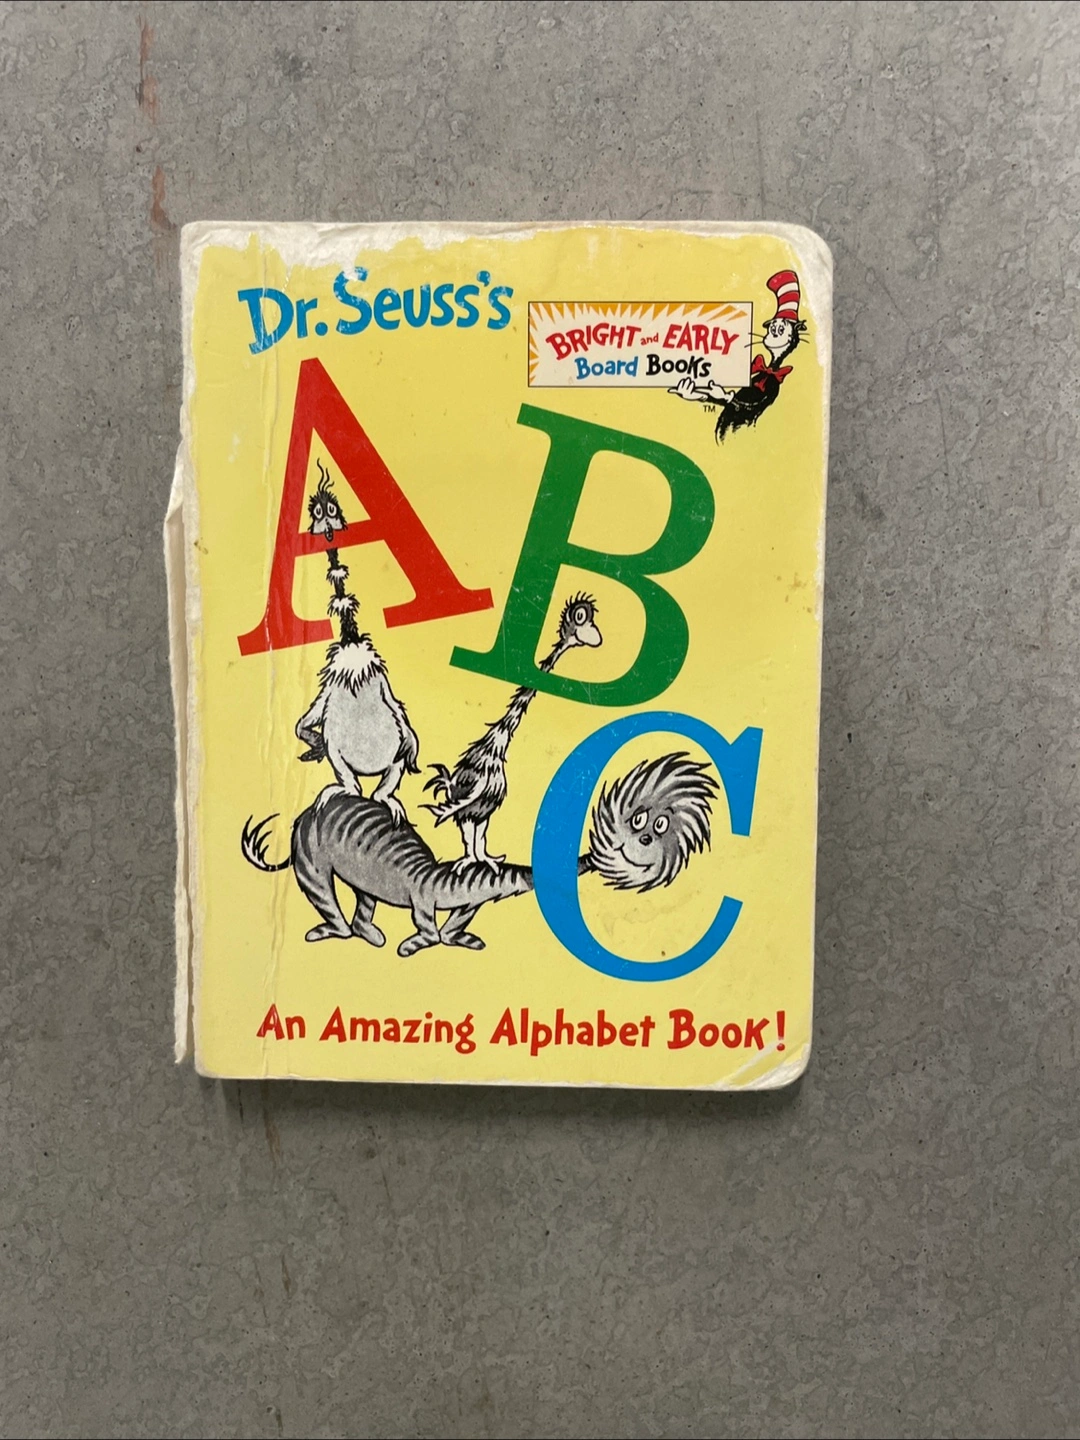 Dr. Seuss's
BRIGHT and EARLY
Board Books
TM
A
B
C
An Amazing Alphabet Book!